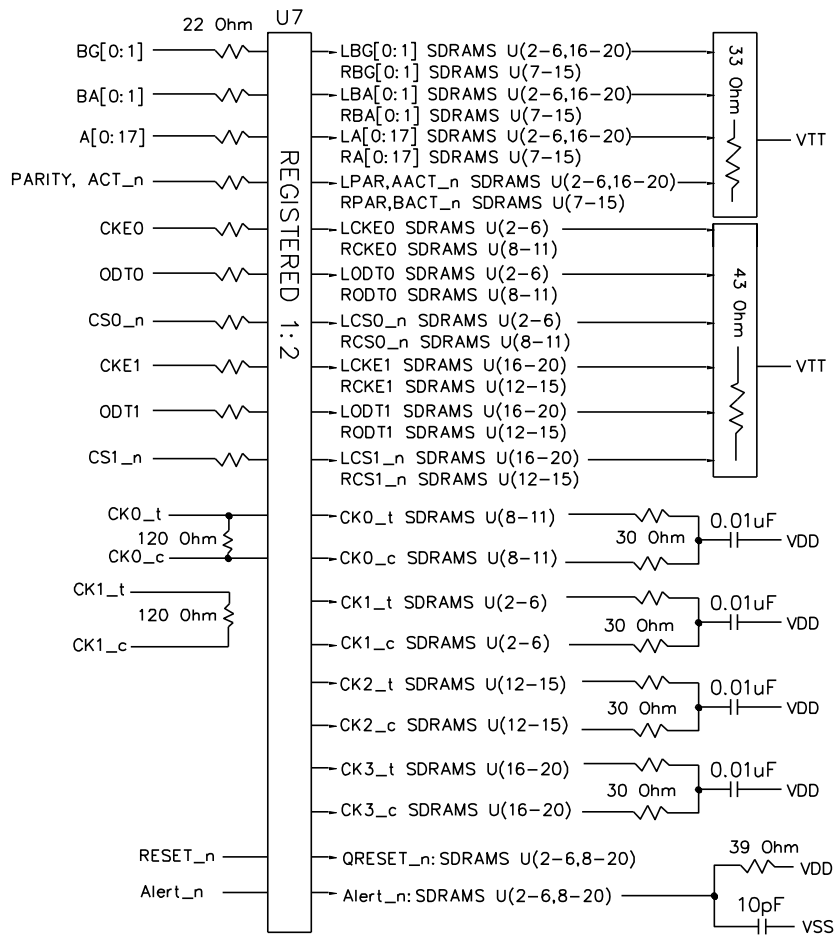 U7
22 Ohm
BG[0:1]
LBG[0:1] SDRAMS U(2-6,16-20)
RBG[0:1] SDRAMS U(7-15)
BA[0:1]
LBA[0:1] SDRAMS U(2-6,16-20)
RBA[0:1] SDRAMS U(7-15)
A[0:17]
LA[0:17] SDRAMS U(2-6,16-20)
RA[0:17] SDRAMS U(7-15)
PARITY, ACT_n
LPAR,AACT_n SDRAMS U(2-6,16-20)
RPAR,BACT_n SDRAMS U(7-15)
33 Ohm
VTT
REGISTERED 1:2
CKE0
LCKE0 SDRAMS U(2-6)
RCKE0 SDRAMS U(8-11)
ODT0
LODT0 SDRAMS U(2-6)
RODT0 SDRAMS U(8-11)
CS0_n
LCS0_n SDRAMS U(2-6)
RCS0_n SDRAMS U(8-11)
CKE1
LCKE1 SDRAMS U(16-20)
RCKE1 SDRAMS U(12-15)
ODT1
LODT1 SDRAMS U(16-20)
RODT1 SDRAMS U(12-15)
CS1_n
LCS1_n SDRAMS U(16-20)
RCS1_n SDRAMS U(12-15)
43 Ohm
VTT
CK0_t
120 Ohm
CK0_c
CK0_t SDRAMS U(8-11)
CK0_c SDRAMS U(8-11)
30 Ohm
0.01uF
VDD
CK1_t
120 Ohm
CK1_c
CK1_t SDRAMS U(2-6)
CK1_c SDRAMS U(2-6)
30 Ohm
0.01uF
VDD
CK2_t SDRAMS U(12-15)
CK2_c SDRAMS U(12-15)
30 Ohm
0.01uF
VDD
CK3_t SDRAMS U(16-20)
CK3_c SDRAMS U(16-20)
30 Ohm
0.01uF
VDD
RESET_n
QRESET_n: SDRAMS U(2-6,8-20)
Alert_n
Alert_n: SDRAMS U(2-6,8-20)
39 Ohm
VDD
10pF
VSS